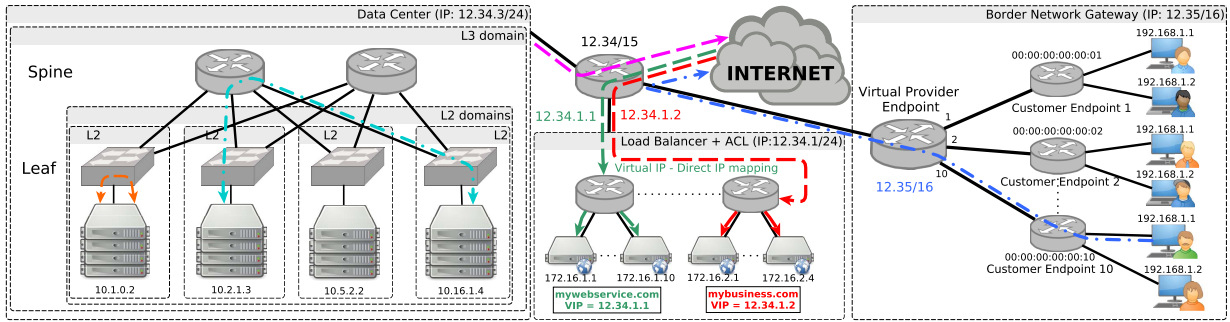 Data Center (IP: 12.34.3/24)
L3 domain
Spine
L2 domains
L2
L2
L2
L2
Leaf
10.1.0.2
10.2.1.3
10.5.2.2
10.16.1.4
12.34/15
INTERNET
12.34.1.1
12.34.1.2
Load Balancer + ACL (IP:12.34.1/24)
Virtual IP - Direct IP mapping
172.16.1.1
172.16.1.10
172.16.2.1
172.16.2.4
mywebservice.com
VIP = 12.34.1.1
mybusiness.com
VIP = 12.34.1.2
Border Network Gateway (IP: 12.35/16)
Virtual Provider
Endpoint
12.35/16
1
2
10
00:00:00:00:00:01
Customer Endpoint 1
192.168.1.1
192.168.1.2
00:00:00:00:00:02
Customer Endpoint 2
192.168.1.1
192.168.1.2
00:00:00:00:00:10
Customer Endpoint 10
192.168.1.1
192.168.1.2